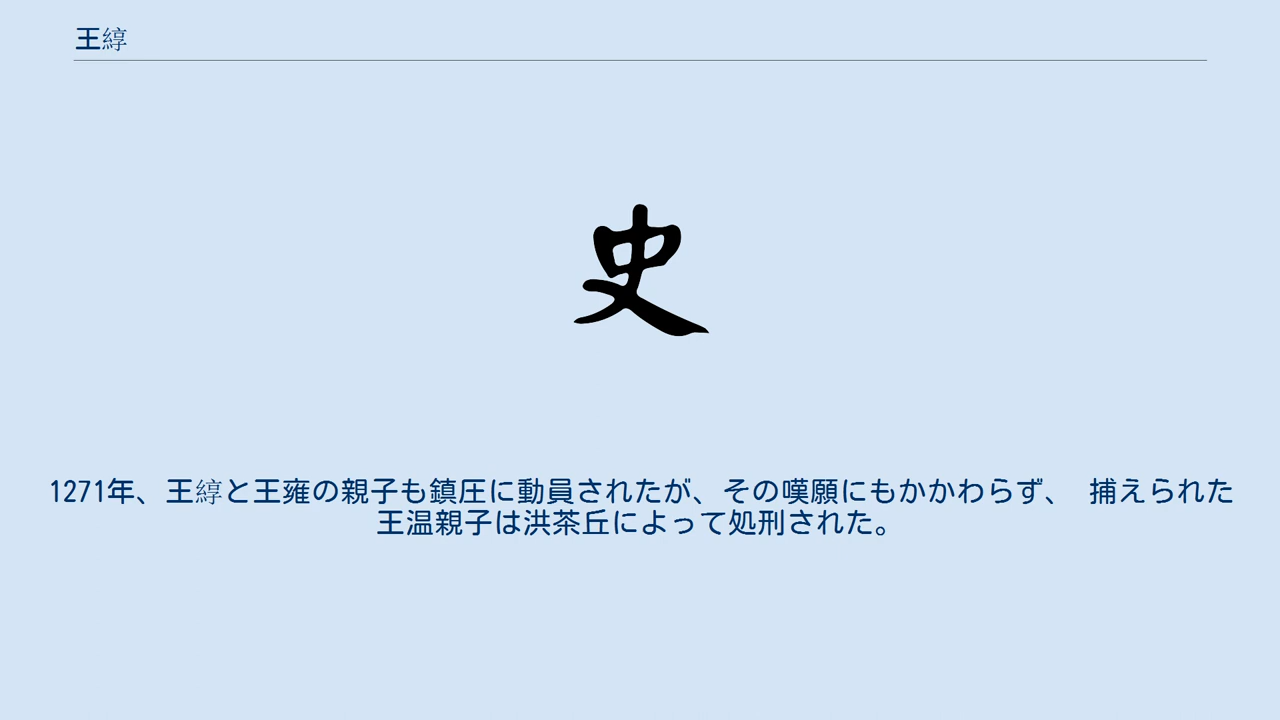 王綧
史
1271年、王綧と王雍の親子も鎮圧に動員されたが、その嘆願にもかかわらず、 捕えられた
王温親子は洪茶丘によって処刑された。